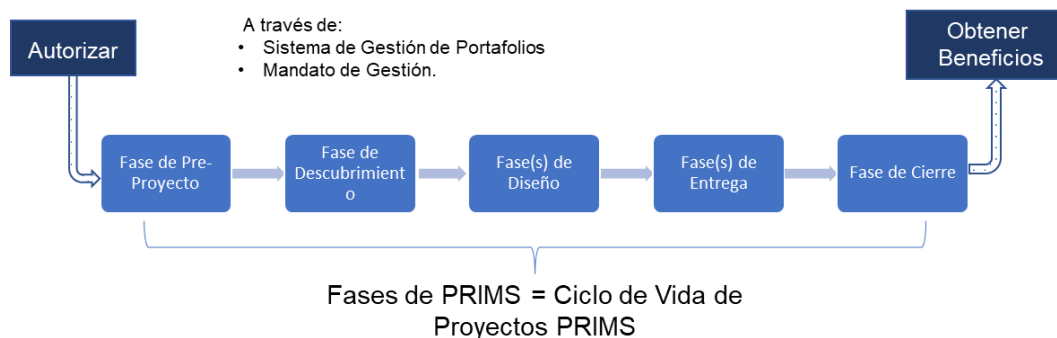 Autorizar
A través de:
• Sistema de Gestión de Portafolios
• Mandato de Gestión.
Obtener
Beneficios
Fase de Pre-
Proyecto
Fase de
Descubrimient
o
Fase(s) de
Diseño
Fase(s) de
Entrega
Fase de Cierre
Fases de PRIMS = Ciclo de Vida de
Proyectos PRIMS